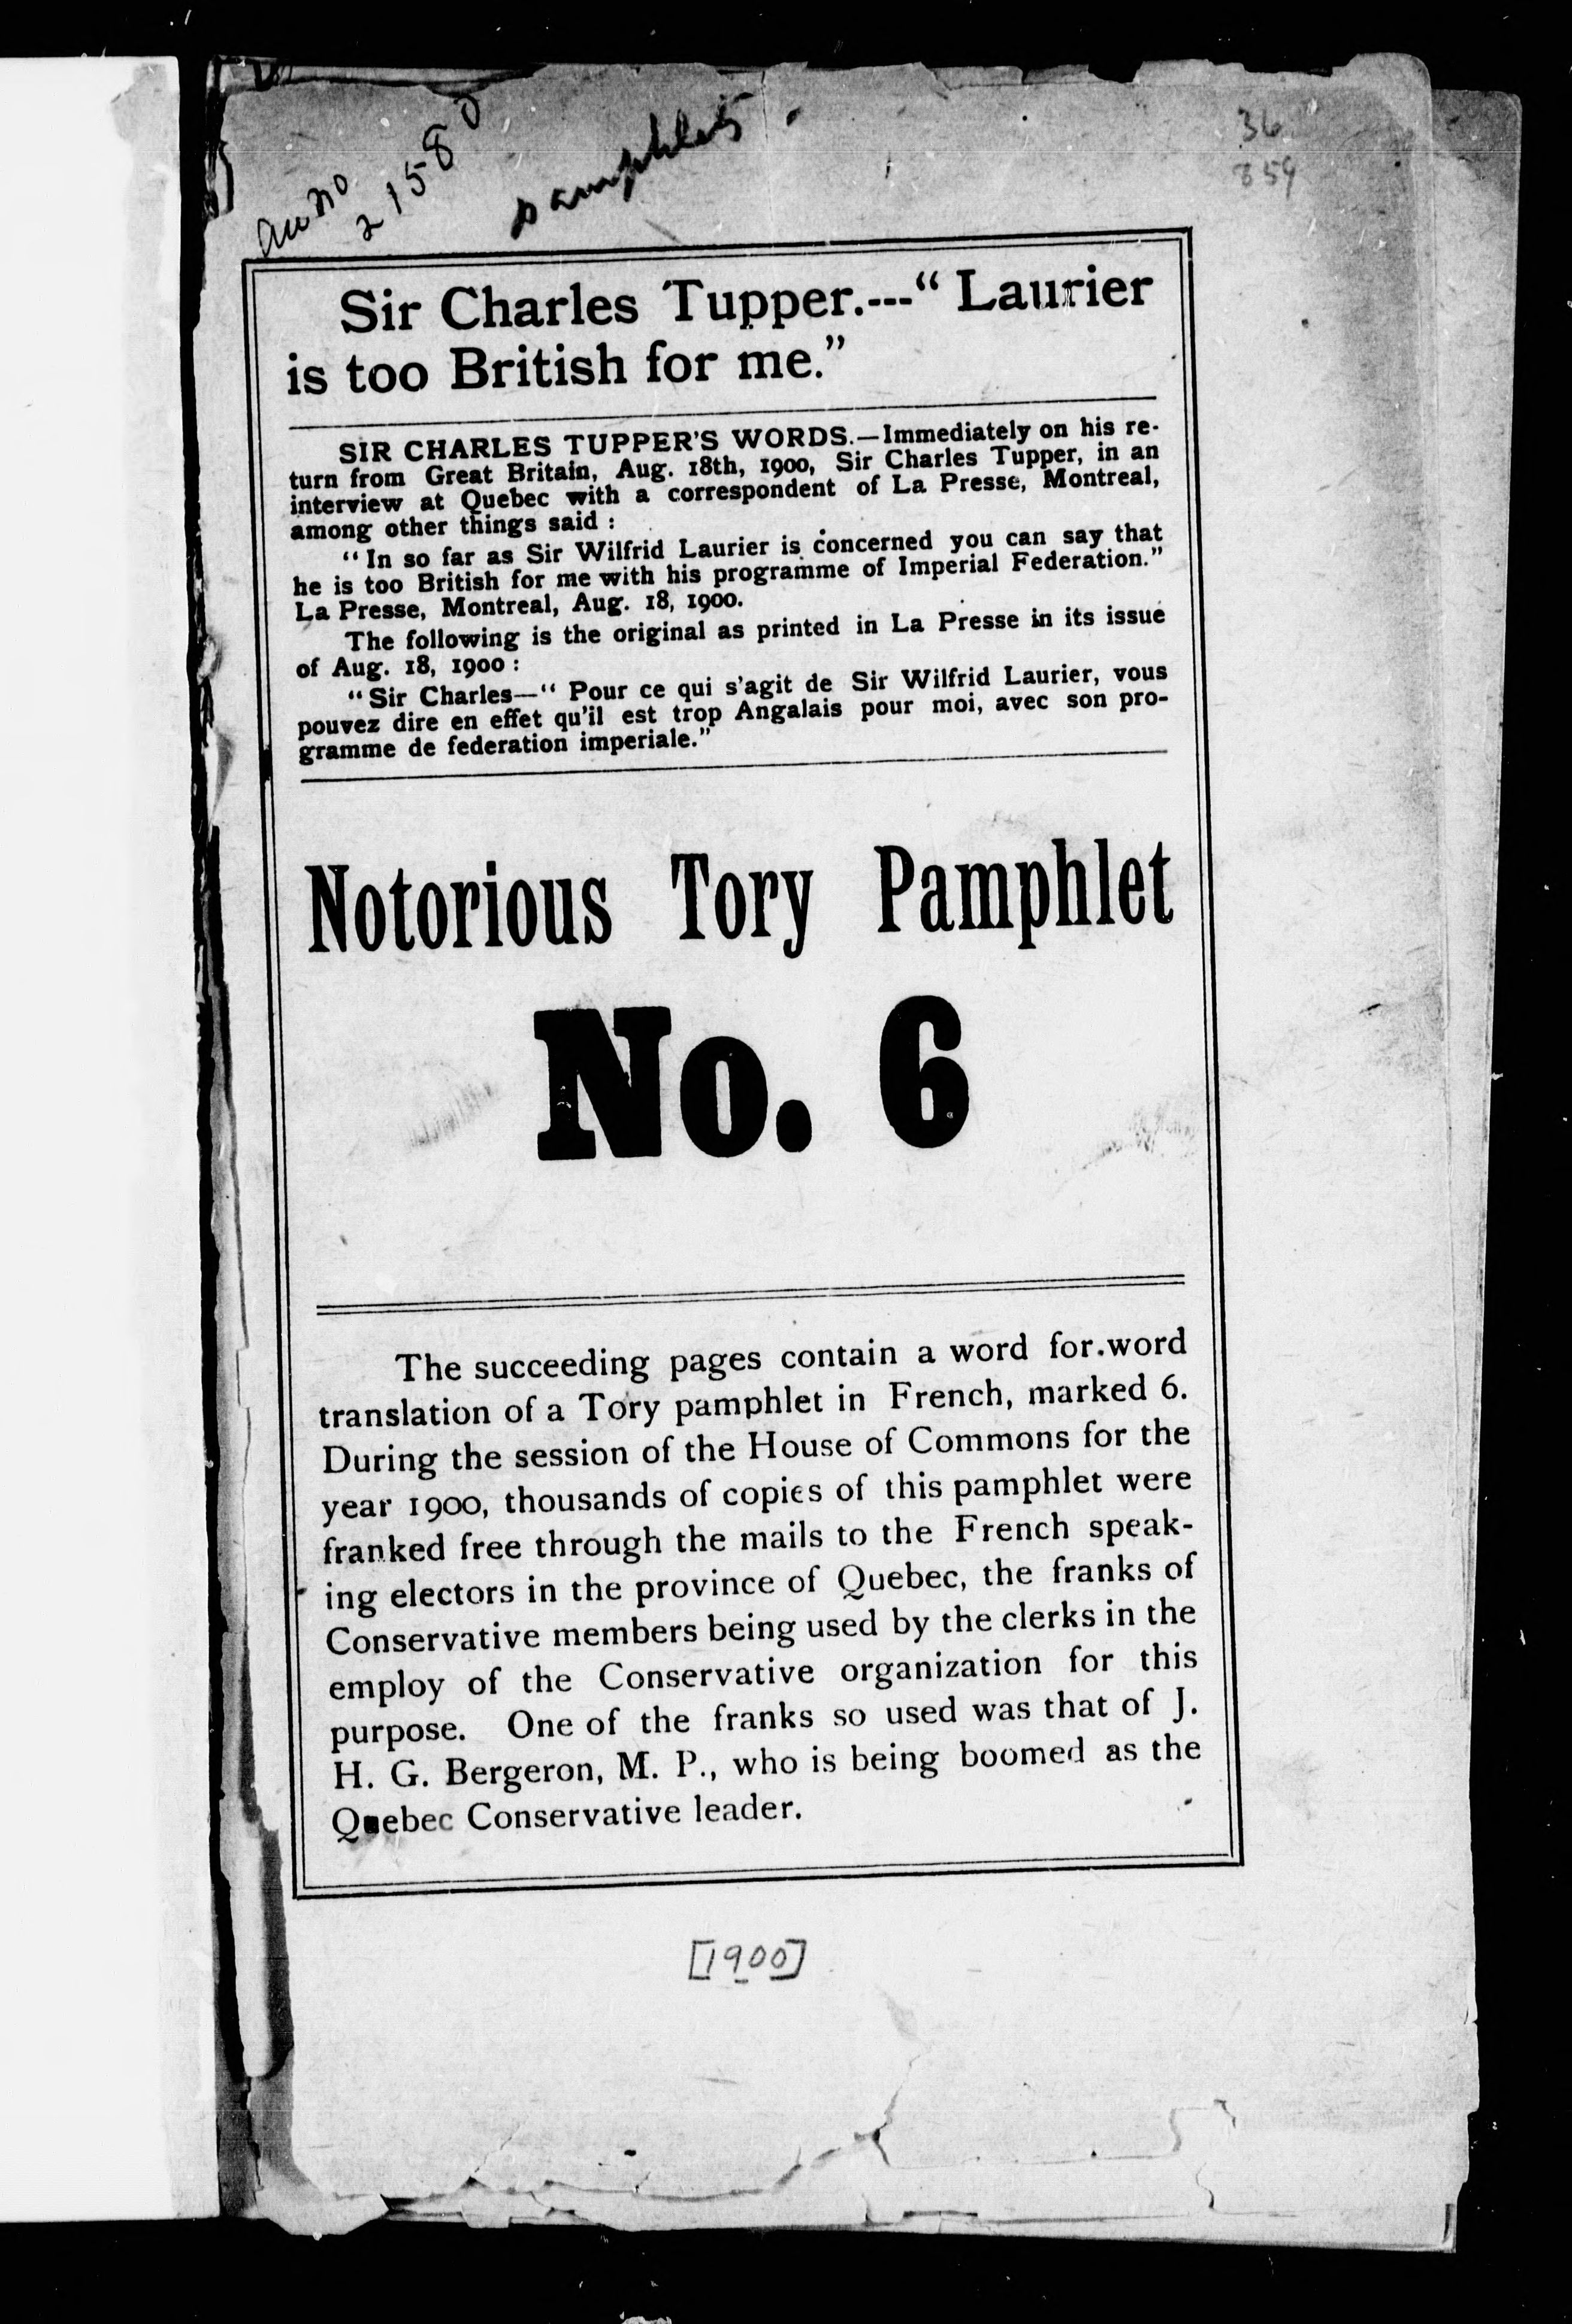 21580
pamphlets.
36
859
Sir Charles Tupper.---“ Laurier
is too British for me.”
SIR CHARLES TUPPER'S WORDS.—Immediately on his re-
turn from Great Britain, Aug. 18th, 1900, Sir Charles Tupper, in an
interview at Quebec with a correspondent of La Presse, Montreal,
among other things said :
“ In so far as Sir Wilfrid Laurier is concerned you can say that
he is too British for me with his programme of Imperial Federation.”
La Presse, Montreal, Aug. 18, 1900.
The following is the original as printed in La Presse in its issue
of Aug. 18, 1900 :
“ Sir Charles—“ Pour ce qui s'agit de Sir Wilfrid Laurier, vous
pouvez dire en effet qu'il est trop Angalais pour moi, avec son pro-
gramme de federation imperiale.”
Notorious Tory Pamphlet
No. 6
The succeeding pages contain a word for.word
translation of a Tory pamphlet in French, marked 6.
During the session of the House of Commons for the
year 1900, thousands of copies of this pamphlet were
franked free through the mails to the French speak-
ing electors in the province of Quebec, the franks of
Conservative members being used by the clerks in the
employ of the Conservative organization for this
purpose. One of the franks so used was that of J.
H. G. Bergeron, M. P., who is being boomed as the
Quebec Conservative leader.
[1900]